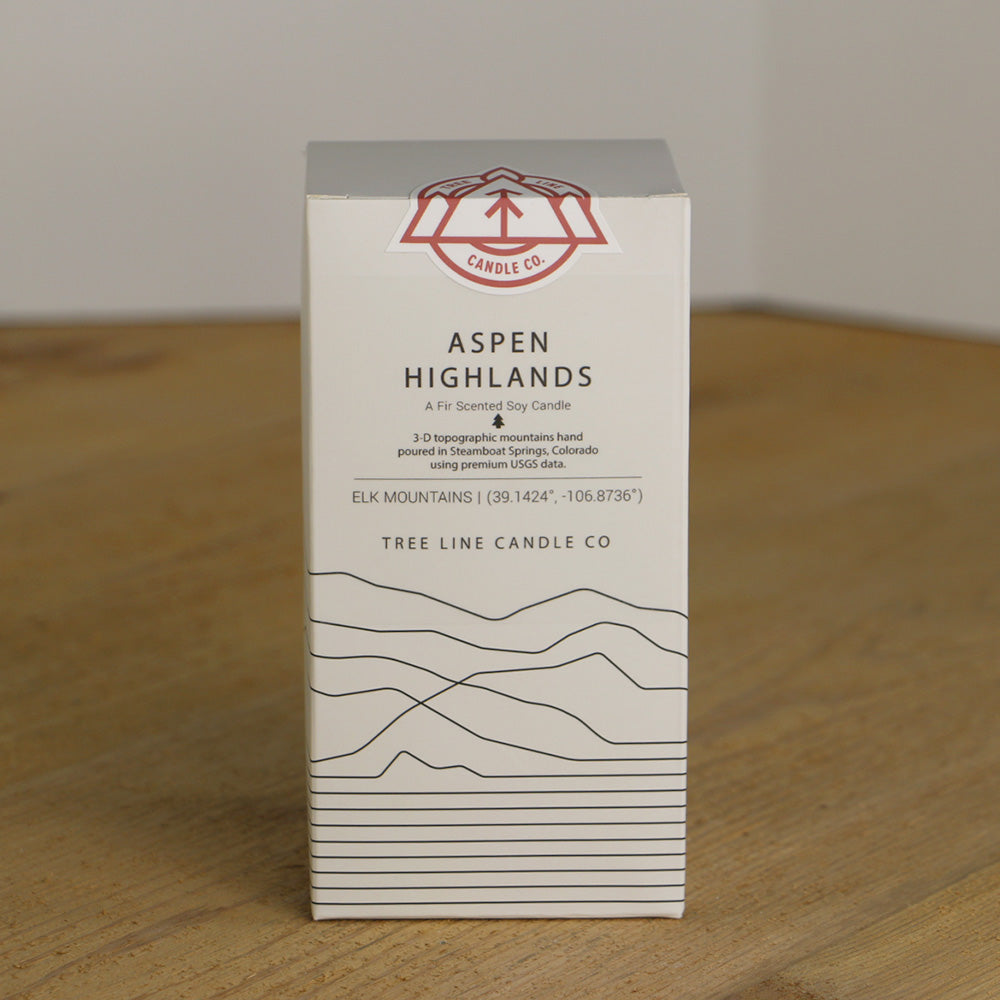 TREE LINE
CANDLE CO.
ASPEN
HIGHLANDS
A Fir Scented Soy Candle
3-D topographic mountains hand
poured in Steamboat Springs, Colorado
using premium USGS data.
ELK MOUNTAINS | (39.1424°, -106.8736°)
TREE LINE CANDLE CO